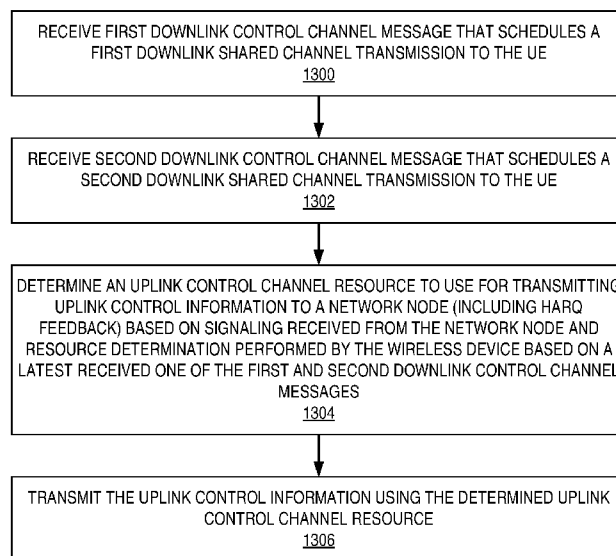 RECEIVE FIRST DOWNLINK CONTROL CHANNEL MESSAGE THAT SCHEDULES A
FIRST DOWNLINK SHARED CHANNEL TRANSMISSION TO THE UE
1300
RECEIVE SECOND DOWNLINK CONTROL CHANNEL MESSAGE THAT SCHEDULES A
SECOND DOWNLINK SHARED CHANNEL TRANSMISSION TO THE UE
1302
DETERMINE AN UPLINK CONTROL CHANNEL RESOURCE TO USE FOR TRANSMITTING
UPLINK CONTROL INFORMATION TO A NETWORK NODE (INCLUDING HARQ
FEEDBACK) BASED ON SIGNALING RECEIVED FROM THE NETWORK NODE AND
RESOURCE DETERMINATION PERFORMED BY THE WIRELESS DEVICE BASED ON A
LATEST RECEIVED ONE OF THE FIRST AND SECOND DOWNLINK CONTROL CHANNEL
MESSAGES
1304
TRANSMIT THE UPLINK CONTROL INFORMATION USING THE DETERMINED UPLINK
CONTROL CHANNEL RESOURCE
1306